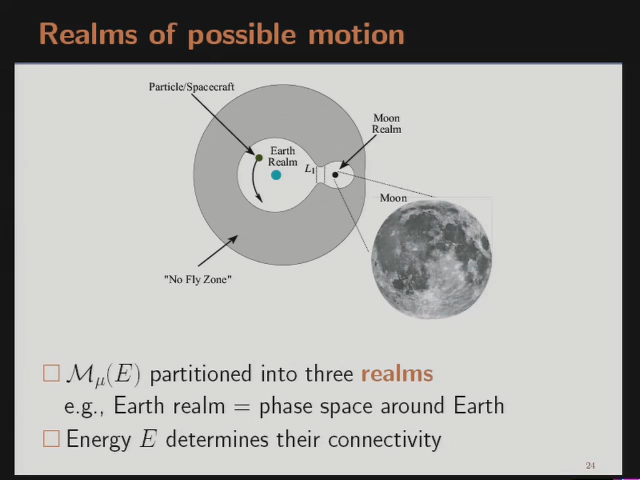 Realms of possible motion
Particle/Spacecraft
Moon
Realm
Earth
Realm
L₁
Moon
"No Fly Zone"
□ ℳμ(E) partitioned into three realms
e.g., Earth realm = phase space around Earth
□ Energy E determines their connectivity
24